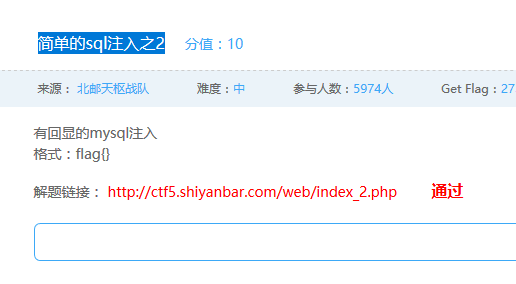 简单的sql注入之2 分值：10
来源： 北邮天枢战队 难度：中 参与人数：5974人 Get Flag：27
有回显的mysql注入
格式：flag{}
解题链接： http://ctf5.shiyanbar.com/web/index_2.php 通过